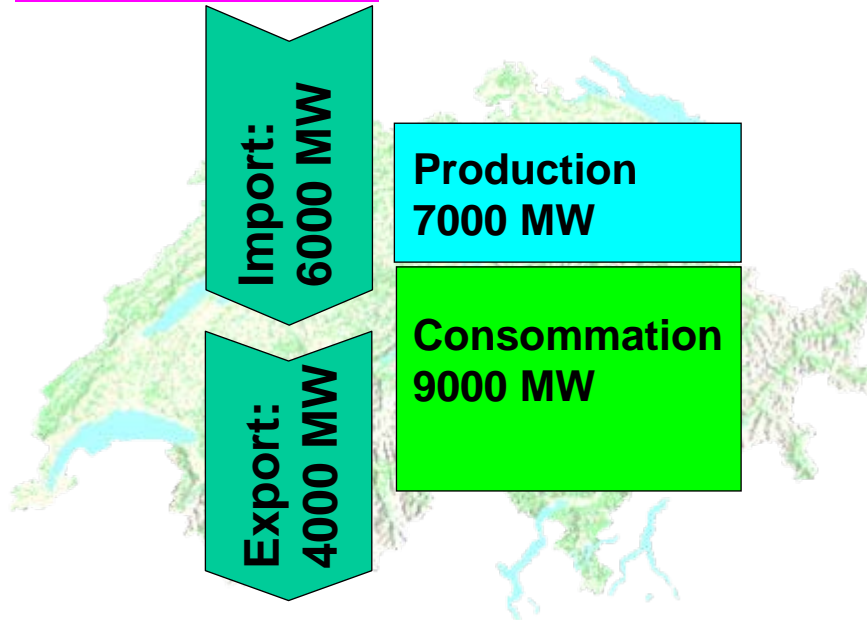 Import:
6000 MW
Production
7000 MW
Consommation
9000 MW
Export:
4000 MW